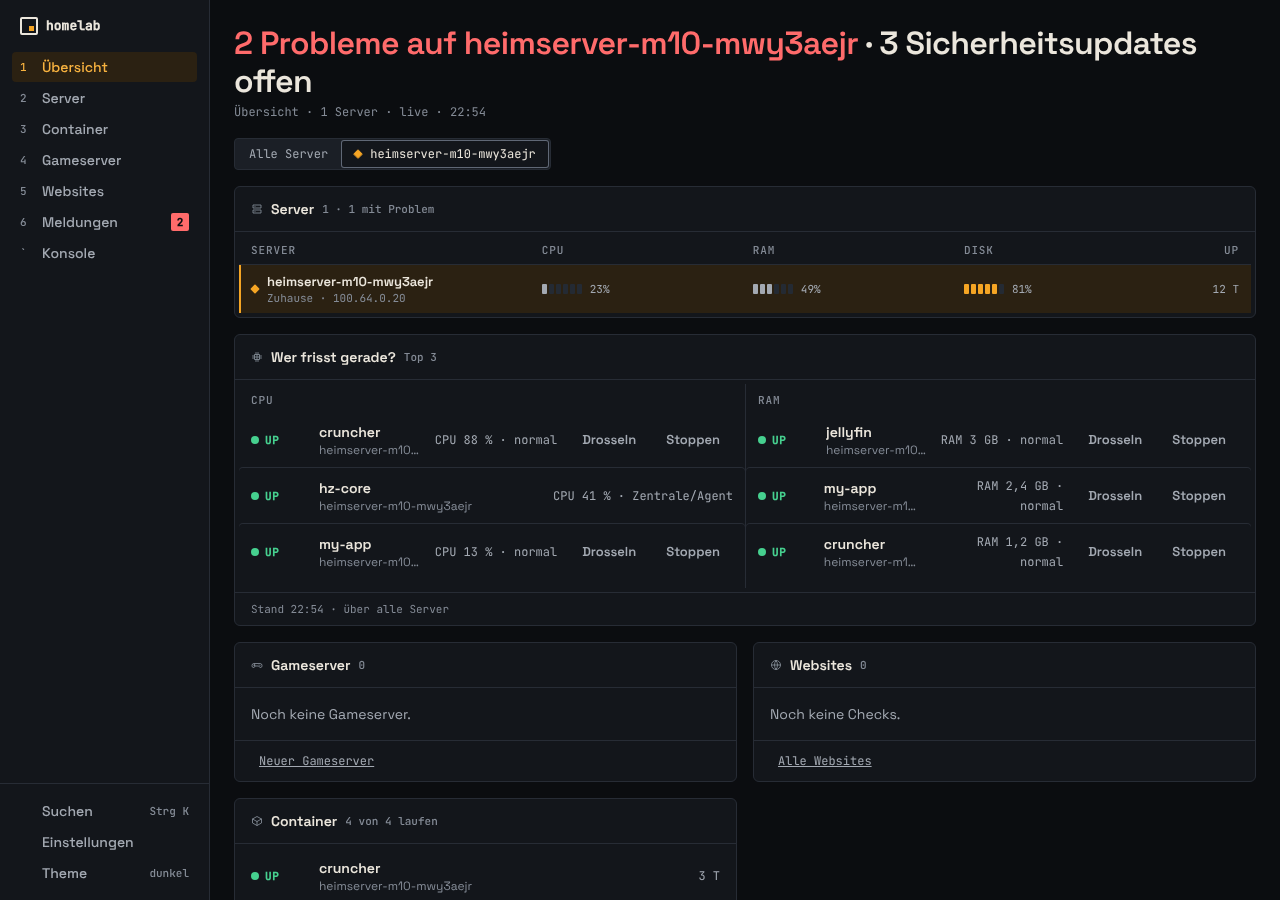 homelab
1 Übersicht
2 Server
3 Container
4 Gameserver
5 Websites
6 Meldungen 2
` Konsole
Suchen Strg K
Einstellungen
Theme dunkel
2 Probleme auf heimserver-m10-mwy3aejr · 3 Sicherheitsupdates
offen
Übersicht · 1 Server · live · 22:54
Alle Server heimserver-m10-mwy3aejr
Server 1 · 1 mit Problem
SERVER CPU RAM DISK UP
heimserver-m10-mwy3aejr 23% 49% 81% 12 T
Zuhause · 100.64.0.20
Wer frisst gerade? Top 3
CPU
UP cruncher CPU 88 % · normal Drosseln Stoppen
heimserver-m10…
UP hz-core CPU 41 % · Zentrale/Agent
heimserver-m10-mwy3aejr
UP my-app CPU 13 % · normal Drosseln Stoppen
heimserver-m10…
RAM
UP jellyfin RAM 3 GB · normal Drosseln Stoppen
heimserver-m10…
UP my-app RAM 2,4 GB · normal Drosseln Stoppen
heimserver-m1…
UP cruncher RAM 1,2 GB · normal Drosseln Stoppen
heimserver-m1…
Stand 22:54 · über alle Server
Gameserver 0
Noch keine Gameserver.
Neuer Gameserver
Websites 0
Noch keine Checks.
Alle Websites
Container 4 von 4 laufen
UP cruncher 3 T
heimserver-m10-mwy3aejr